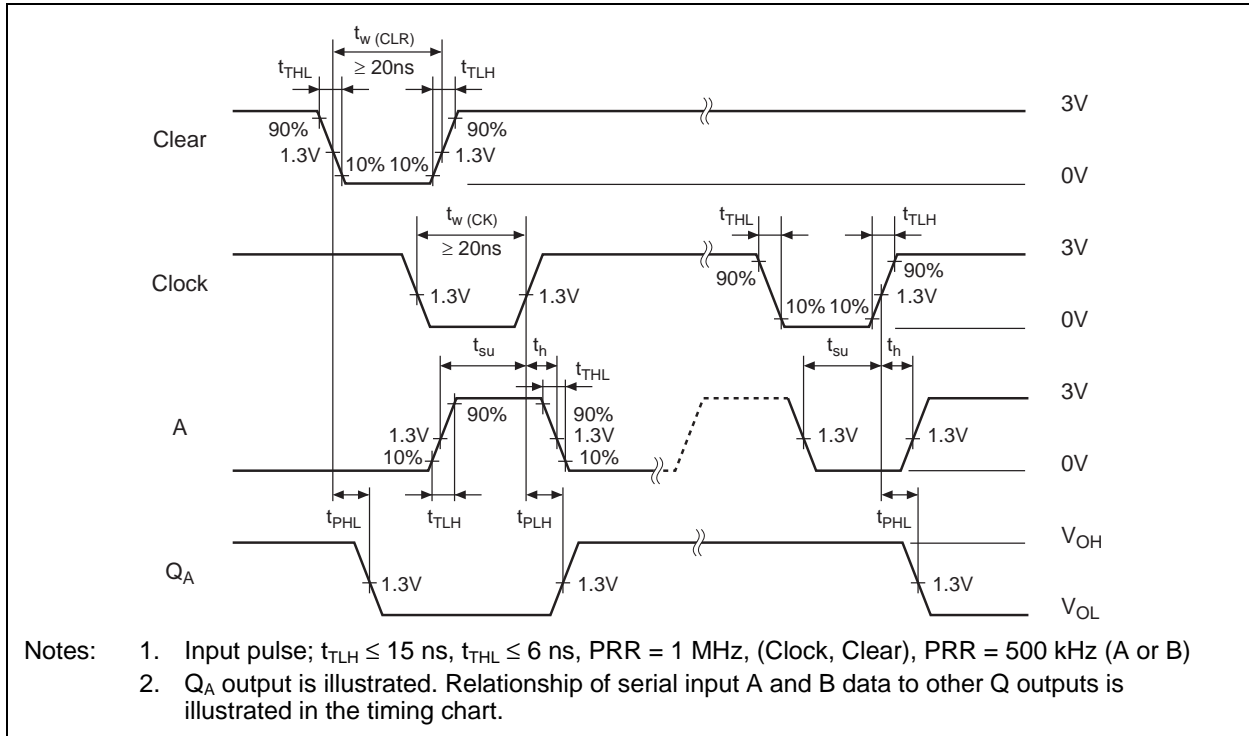 tw (CLR)
tTHL ≥ 20ns tTLH
3V
90% 90%
Clear
1.3V 10% 10% 1.3V
0V
tw (CK) tTHL tTLH
≥ 20ns 3V
90% 90%
Clock
1.3V 1.3V 10% 10% 1.3V
0V
tsu th tsu th
tTHL
3V
90% 90%
A
1.3V 1.3V 1.3V 1.3V
10% 10% 0V
tPHL tTLH tPLH tPHL
VOH
QA
1.3V 1.3V 1.3V
VOL
Notes: 1. Input pulse; tTLH ≤ 15 ns, tTHL ≤ 6 ns, PRR = 1 MHz, (Clock, Clear), PRR = 500 kHz (A or B)
2. QA output is illustrated. Relationship of serial input A and B data to other Q outputs is
illustrated in the timing chart.